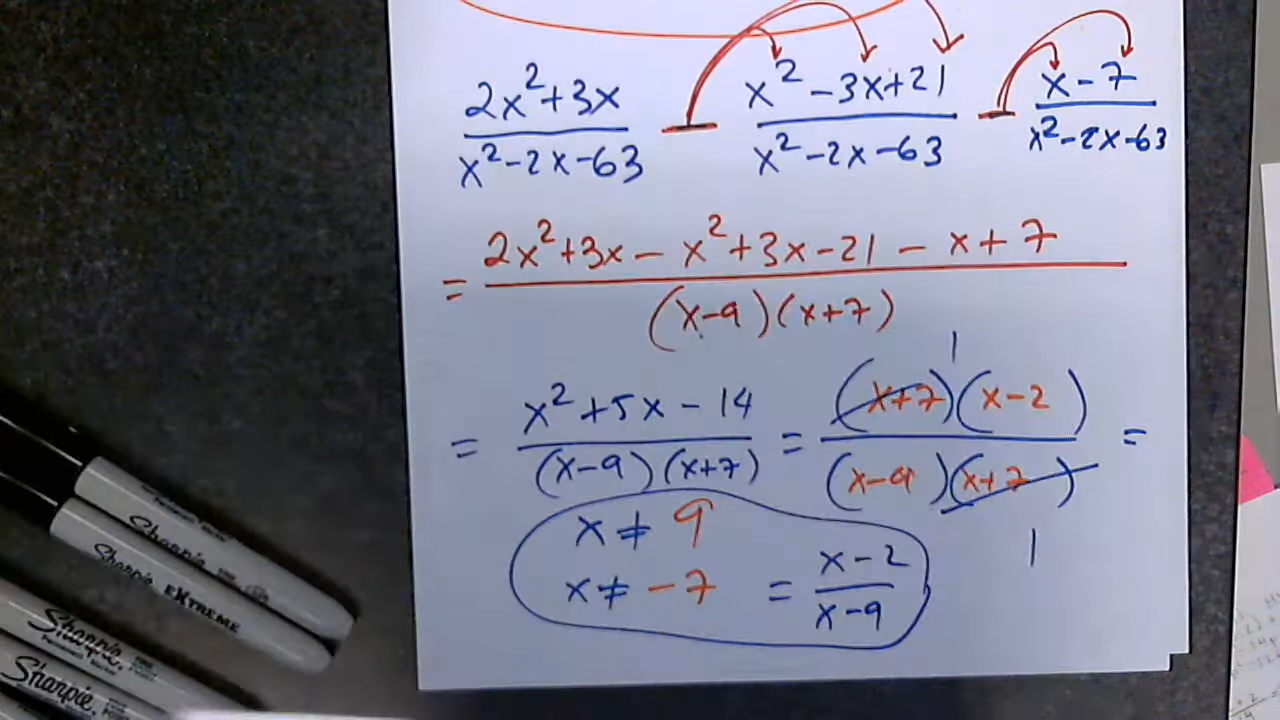 2x²+3x / x²-2x-63 — x²-3x+21 / x²-2x-63 — x-7 / x²-2x-63
= 2x²+3x - x²+3x-21 - x+7 / (x-9)(x+7)
= x²+5x-14 / (x-9)(x+7) = (x+7)(x-2) / (x-9)(x+7) =
1
1
x ≠ 9
x ≠ -7 = x-2 / x-9
Sharpie
Sharpie EXTREME
Sharpie
Sharpie